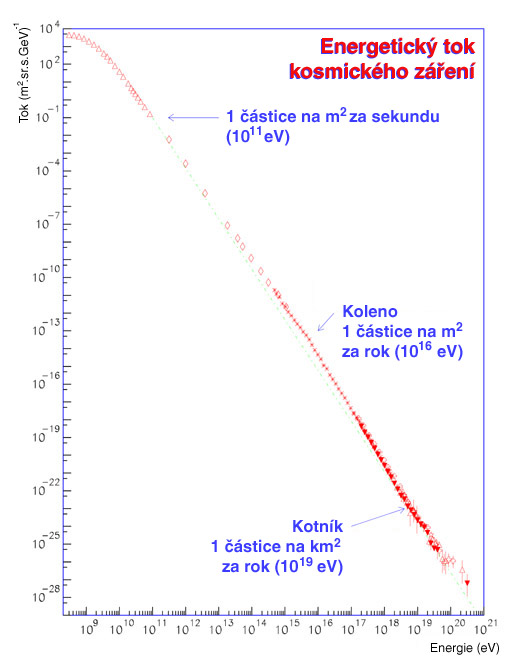 Energetický tok
kosmického záření
Tok (m².sr.s.GeV)⁻¹
10⁴
10²
10⁻¹
10⁻⁴
10⁻⁷
10⁻¹⁰
10⁻¹³
10⁻¹⁶
10⁻¹⁹
10⁻²²
10⁻²⁵
10⁻²⁸
1 částice na m² za sekundu
(10¹¹eV)
Koleno
1 částice na m²
za rok (10¹⁶ eV)
Kotník
1 částice na km²
za rok (10¹⁹ eV)
10⁹ 10¹⁰ 10¹¹ 10¹² 10¹³ 10¹⁴ 10¹⁵ 10¹⁶ 10¹⁷ 10¹⁸ 10¹⁹ 10²⁰ 10²¹
Energie (eV)